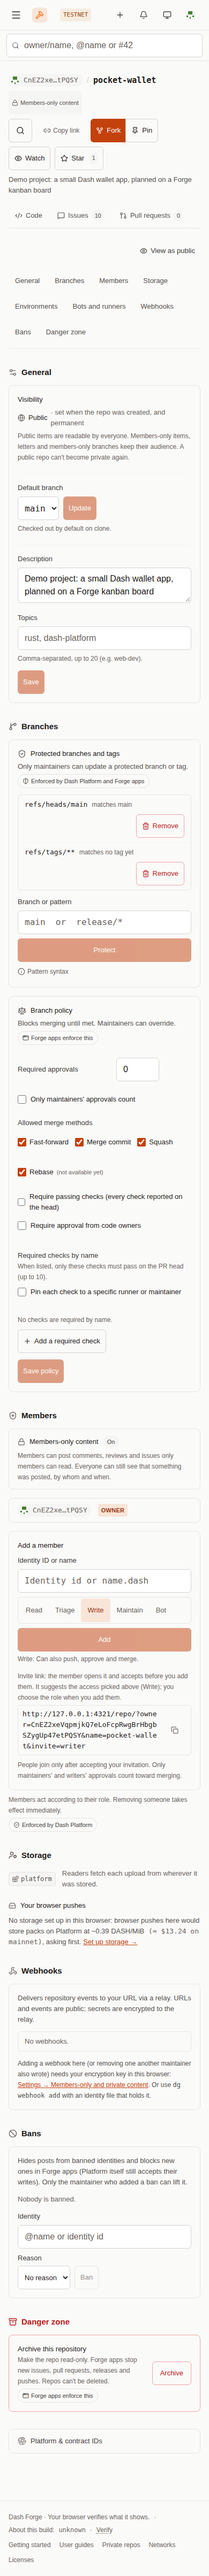 TESTNET
owner/name, @name or #42
CnEZ2xe…tPQSY / pocket-wallet
Members-only content
Copy link Fork Pin
Watch Star 1
Demo project: a small Dash wallet app, planned on a Forge
kanban board
Code Issues 10 Pull requests 0
View as public
General Branches Members Storage
Environments Bots and runners Webhooks
Bans Danger zone
General
Visibility
Public · set when the repo was created, and
permanent
Public items are readable by everyone. Members-only items,
letters and members-only branches keep their audience. A
public repo can't become private again.
Default branch
main Update
Checked out by default on clone.
Description
Demo project: a small Dash wallet app,
planned on a Forge kanban board
Topics
rust, dash-platform
Comma-separated, up to 20 (e.g. web-dev).
Save
Branches
Protected branches and tags
Only maintainers can update a protected branch or tag.
Enforced by Dash Platform and Forge apps
refs/heads/main matches main
Remove
refs/tags/** matches no tag yet
Remove
Branch or pattern
main or release/*
Protect
Pattern syntax
Branch policy
Blocks merging until met. Maintainers can override.
Forge apps enforce this
Required approvals 0
Only maintainers' approvals count
Allowed merge methods
Fast-forward Merge commit Squash
Rebase (not available yet)
Require passing checks (every check reported on
the head)
Require approval from code owners
Required checks by name
When listed, only these checks must pass on the PR head
(up to 10).
Pin each check to a specific runner or maintainer
No checks are required by name.
Add a required check
Save policy
Members
Members-only content On
Members can post comments, reviews and issues only
members can read. Everyone can still see that something
was posted, by whom and when.
CnEZ2xe…tPQSY OWNER
Add a member
Identity ID or name
Identity id or name.dash
Read Triage Write Maintain Bot
Add
Write: Can also push, approve and merge.
Invite link: the member opens it and accepts before you add
them. It suggests the access picked above (Write); you
choose the role when you add them.
http://127.0.0.1:4321/repo/?owne
r=CnEZ2xeVqpmjkQ7eLoFcpRwgBrHbgb
SZygUp47etPQSY&name=pocket-walle
t&invite=writer
People join only after accepting your invitation. Only
maintainers' and writers' approvals count toward merging.
Members act according to their role. Removing someone takes
effect immediately.
Enforced by Dash Platform
Storage
platform Readers fetch each upload from wherever it
was stored.
Your browser pushes
No storage set up in this browser: browser pushes here would
store packs on Platform at ~0.39 DASH/MiB (≈ $13.24 on
mainnet), asking first. Set up storage →
Webhooks
Delivers repository events to your URL via a relay. URLs
and events are public; secrets are encrypted to the
relay.
No webhooks.
Adding a webhook here (or removing one another maintainer
also wrote) needs your encryption key in this browser:
Settings → Members-only and private content. Or use dg
webhook add with an identity file that holds it.
Bans
Hides posts from banned identities and blocks new
ones in Forge apps (Platform itself still accepts their
writes). Only the maintainer who added a ban can lift it.
Nobody is banned.
Identity
@name or identity id
Reason
No reason Ban
Danger zone
Archive this repository
Make the repo read-only. Forge apps stop
new issues, pull requests, releases and
pushes. Repos can't be deleted.
Archive
Forge apps enforce this
Platform & contract IDs
Dash Forge · Your browser verifies what it shows. ·
About this build: unknown · Verify
Getting started User guides Private repos Networks
Licenses